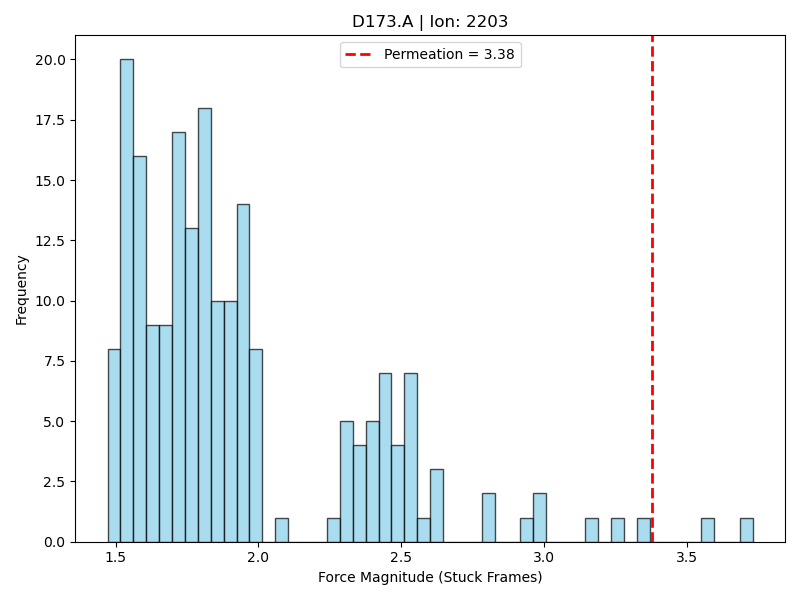 D173.A | Ion: 2203
Permeation = 3.38
20.0
17.5
15.0
12.5
10.0
7.5
5.0
2.5
0.0
Frequency
1.5 2.0 2.5 3.0 3.5
Force Magnitude (Stuck Frames)